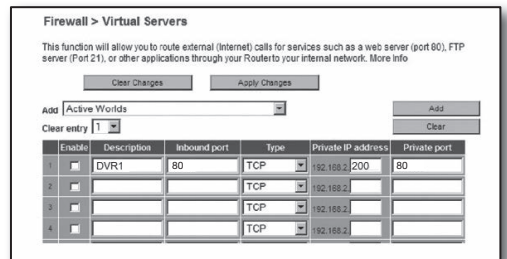 Firewall > Virtual Servers
This function will allow you to route external (Internet) calls for services such as a web server (port 80), FTP
server (Port 21), or other applications through your Router to your internal network. More Info
Clear Changes Apply Changes
Add Active Worlds Add
Clear entry 1 Clear
Enable Description Inbound port Type Private IP address Private port
1 DVR1 80 TCP 192.168.2. 200 80
2 TCP 192.168.2.
3 TCP 192.168.2.
4 TCP 192.168.2.